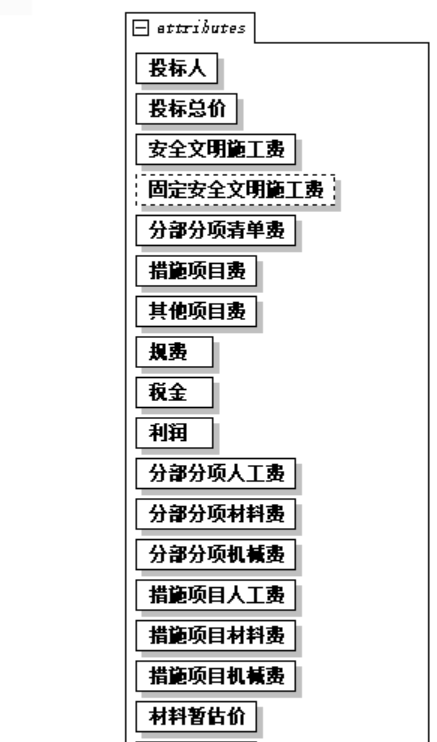 attributes
投标人
投标总价
安全文明施工费
固定安全文明施工费
分部分项清单费
措施项目费
其他项目费
规费
税金
利润
分部分项人工费
分部分项材料费
分部分项机械费
措施项目人工费
措施项目材料费
措施项目机械费
材料暂估价